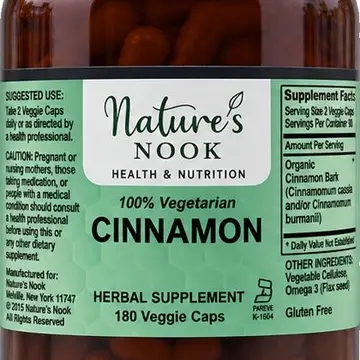 SUGGESTED USE:
Take 2 Veggie Caps
daily or as directed by
a health professional.
CAUTION: Pregnant or
nursing mothers, those
taking medication, or
people with a medical
condition should consult
a health professional
before using this or
any other dietary
supplement.
Manufactured for:
Nature's Nook
Melville, New York 11747
© 2015 Nature's Nook
All Rights Reserved
Nature's
NOOK
HEALTH & NUTRITION
100% Vegetarian
CINNAMON
HERBAL SUPPLEMENT
180 Veggie Caps
PAREVE
K-1604
Supplement Facts
Serving Size 2 Veggie Caps
Servings Per Container
Amount Per Serving
Organic
Cinnamon Bark
(Cinnamomum cassia
and/or Cinnamomum
burmanii)
* Daily Value Not Established
OTHER INGREDIENTS:
Vegetable Cellulose,
Omega 3 (Flax seed)
Gluten Free